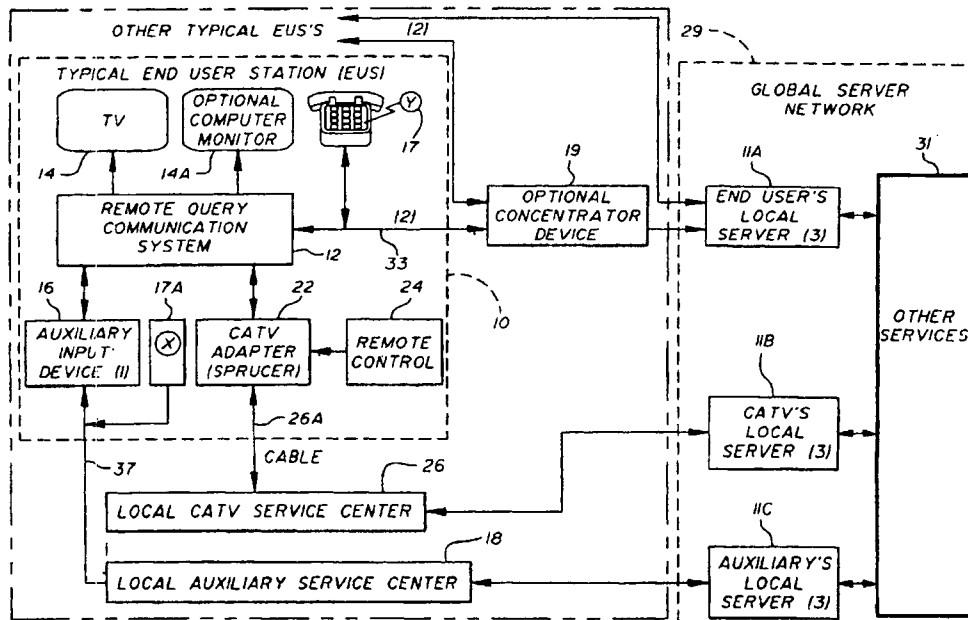 OTHER TYPICAL EUS'S
(2)
(2)
29
TYPICAL END USER STATION (EUS)
GLOBAL SERVER
NETWORK
TV
OPTIONAL
COMPUTER
MONITOR
Y
17
14
14A
19
11A
31
REMOTE QUERY
COMMUNICATION
SYSTEM
(2)
OPTIONAL
CONCENTRATOR
DEVICE
END USER'S
LOCAL
SERVER (3)
12
33
16
17A
22
24
10
AUXILIARY
INPUT
DEVICE (1)
X
CATV
ADAPTER
(SPRUCER)
REMOTE
CONTROL
OTHER
SERVICES
11B
26A
CATV'S
LOCAL
SERVER (3)
CABLE
37
26
LOCAL CATV SERVICE CENTER
18
11C
LOCAL AUXILIARY SERVICE CENTER
AUXILIARY'S
LOCAL
SERVER (3)